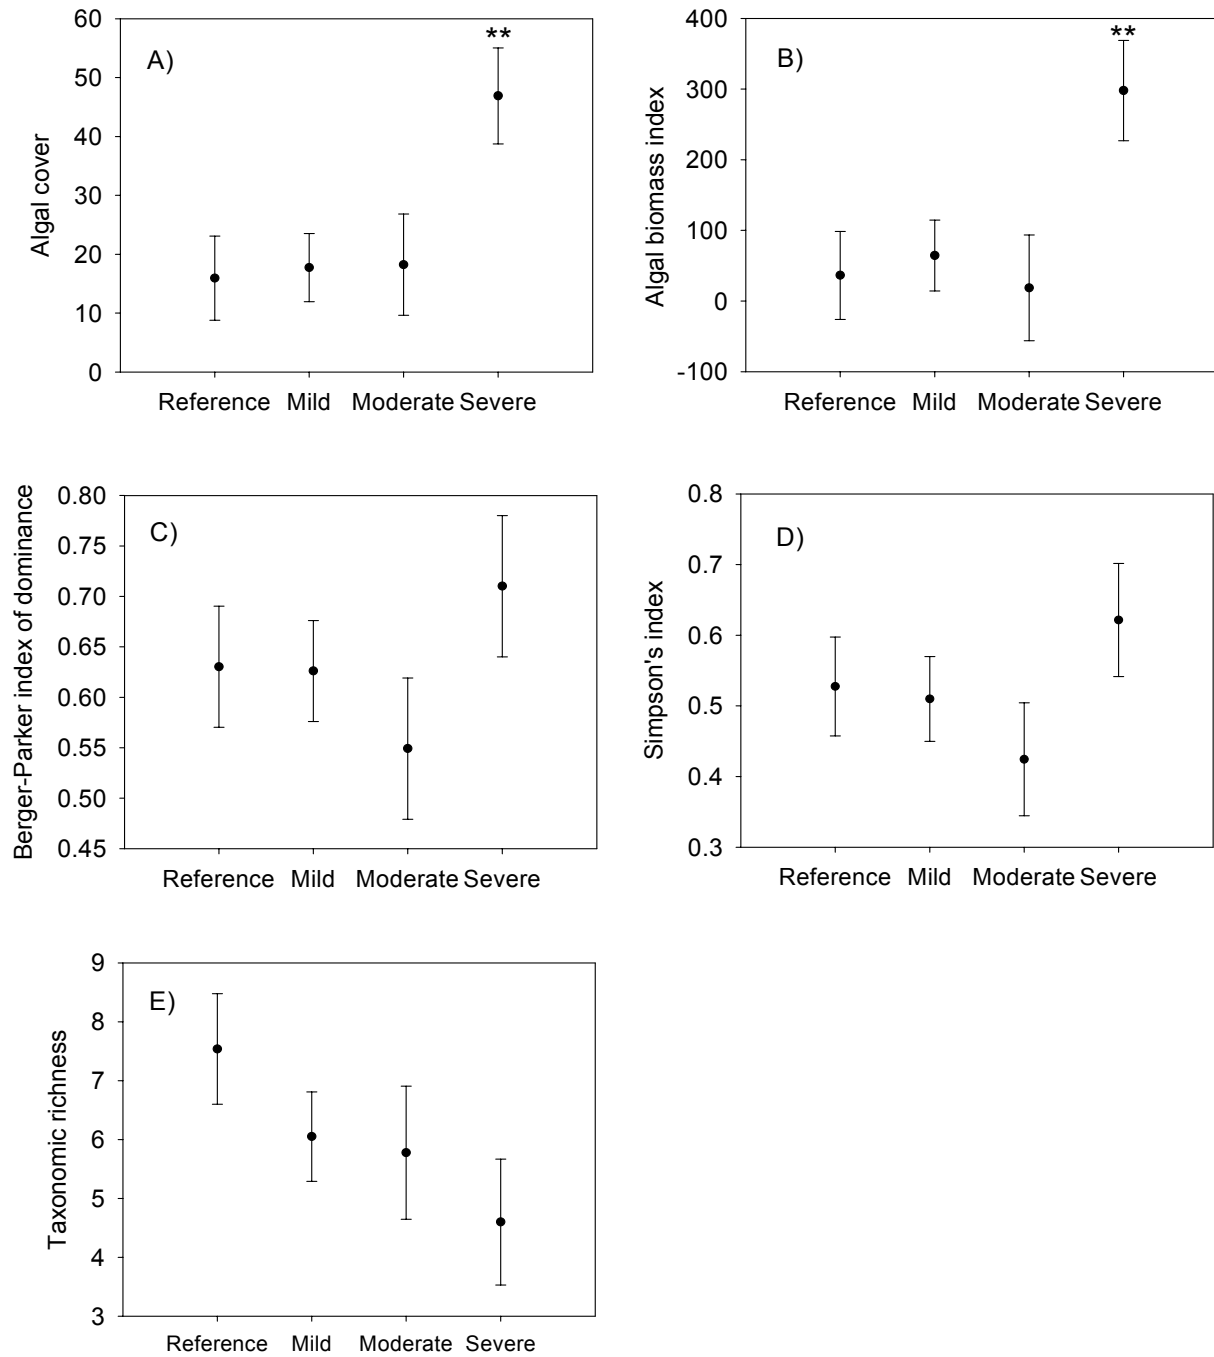 A)
Algal cover
60
50
40
30
20
10
0
**
Reference Mild Moderate Severe
B)
Algal biomass index
400
300
200
100
0
-100
**
Reference Mild Moderate Severe
C)
Berger-Parker index of dominance
0.80
0.75
0.70
0.65
0.60
0.55
0.50
0.45
Reference Mild Moderate Severe
D)
Simpson's index
0.8
0.7
0.6
0.5
0.4
0.3
Reference Mild Moderate Severe
E)
Taxonomic richness
9
8
7
6
5
4
3
Reference Mild Moderate Severe